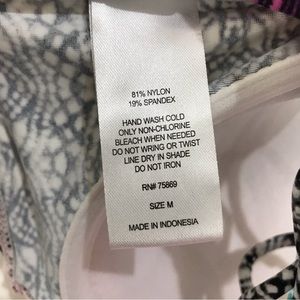 81% NYLON
19% SPANDEX
HAND WASH COLD
ONLY NON-CHLORINE
BLEACH WHEN NEEDED
DO NOT WRING OR TWIST
LINE DRY IN SHADE
DO NOT IRON
RN# 75869
SIZE M
MADE IN INDONESIA